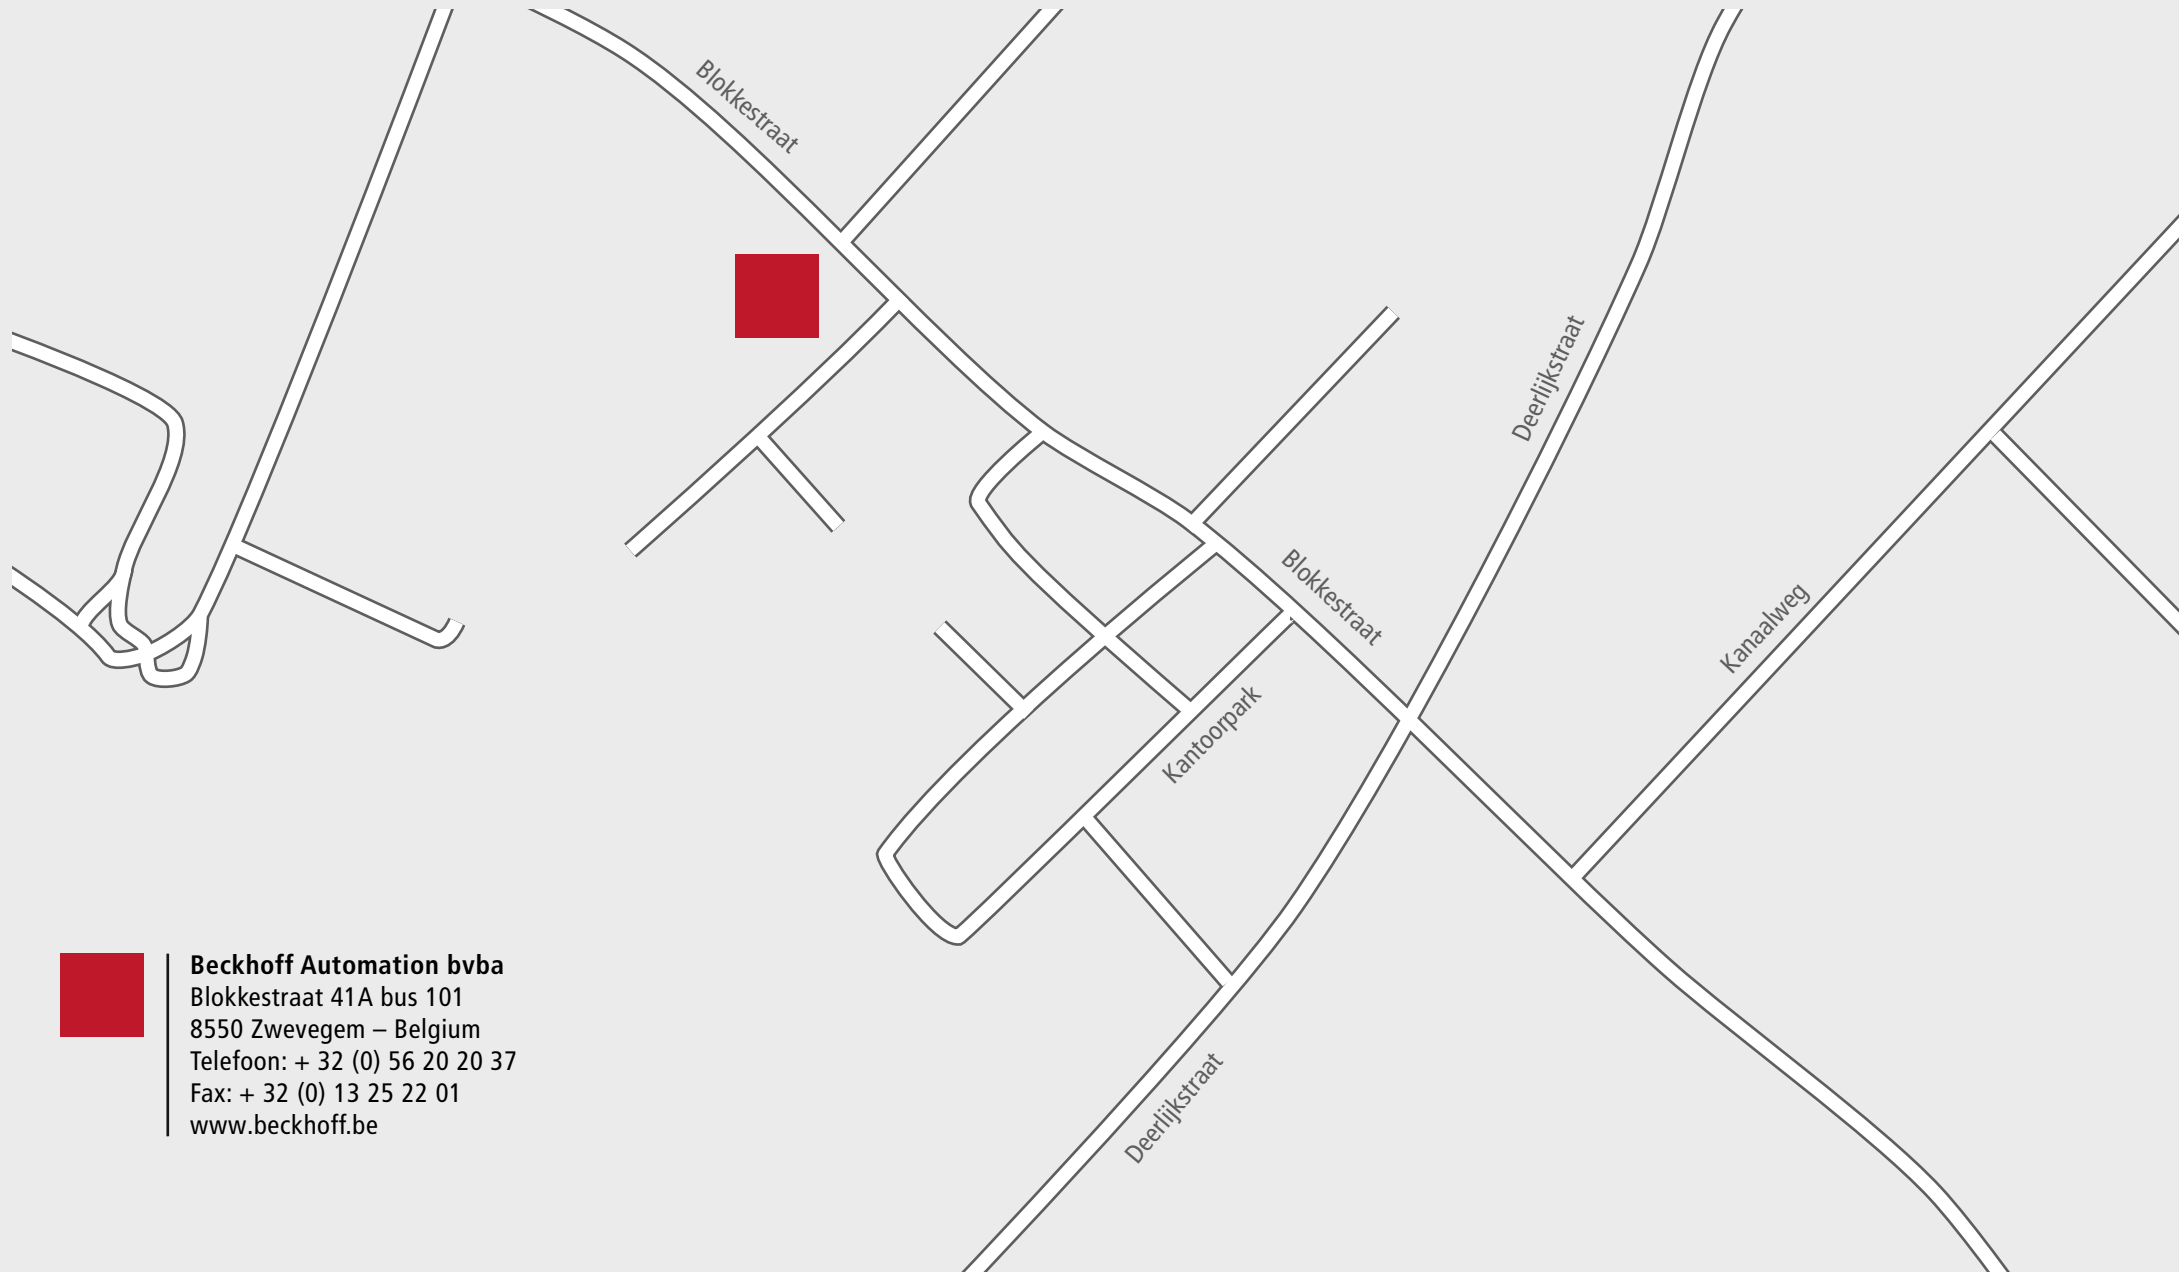 Blokkestraat
Deerlijkstraat
Blokkestraat
Kanaalweg
Kantoorpark
Deerlijkstraat
Beckhoff Automation bvba
Blokkestraat 41A bus 101
8550 Zwevegem – Belgium
Telefoon: + 32 (0) 56 20 20 37
Fax: + 32 (0) 13 25 22 01
www.beckhoff.be